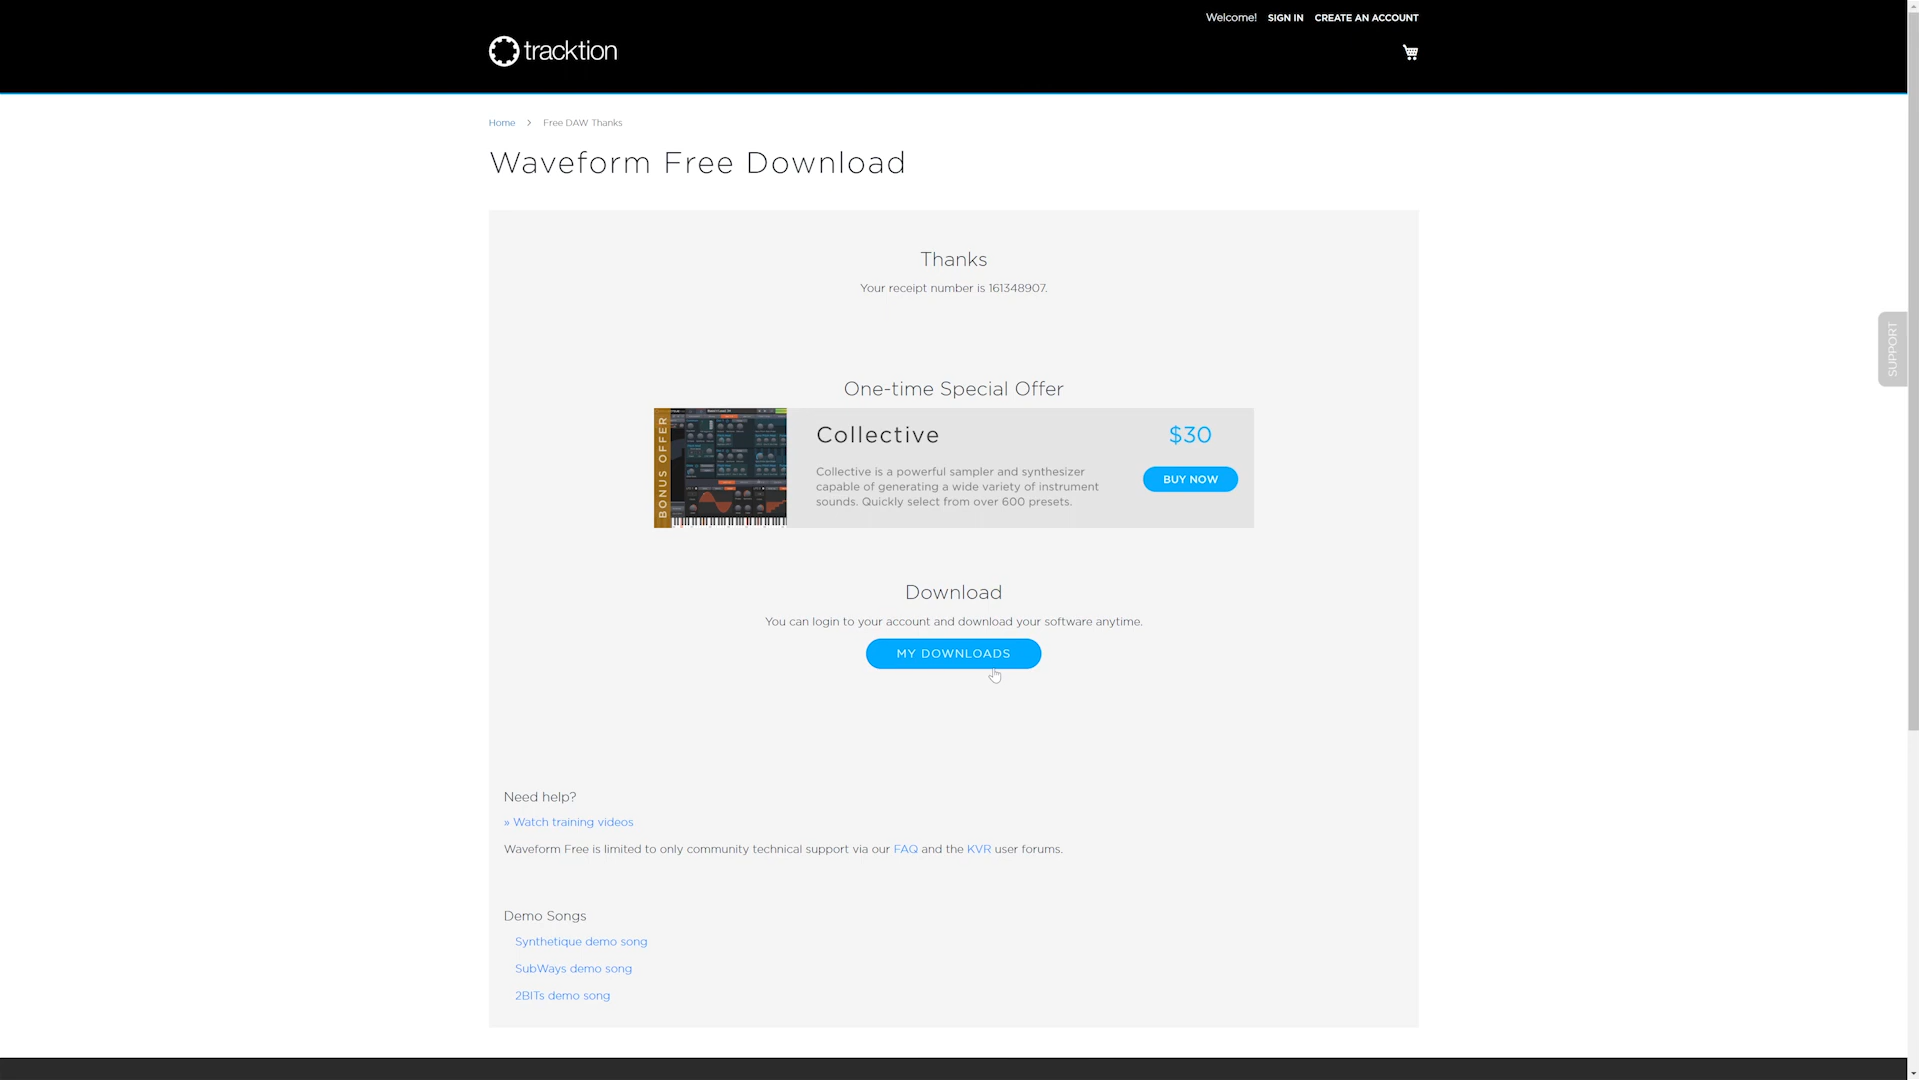 Welcome! SIGN IN CREATE AN ACCOUNT
tracktion
Home > Free DAW Thanks
Waveform Free Download
Thanks
Your receipt number is 161348907.
SUPPORT
One-time Special Offer
BONUS OFFER
Collective
$30
Collective is a powerful sampler and synthesizer
capable of generating a wide variety of instrument
sounds. Quickly select from over 600 presets.
BUY NOW
Download
You can login to your account and download your software anytime.
MY DOWNLOADS
Need help?
» Watch training videos
Waveform Free is limited to only community technical support via our FAQ and the KVR user forums.
Demo Songs
Synthetique demo song
SubWays demo song
2BITs demo song